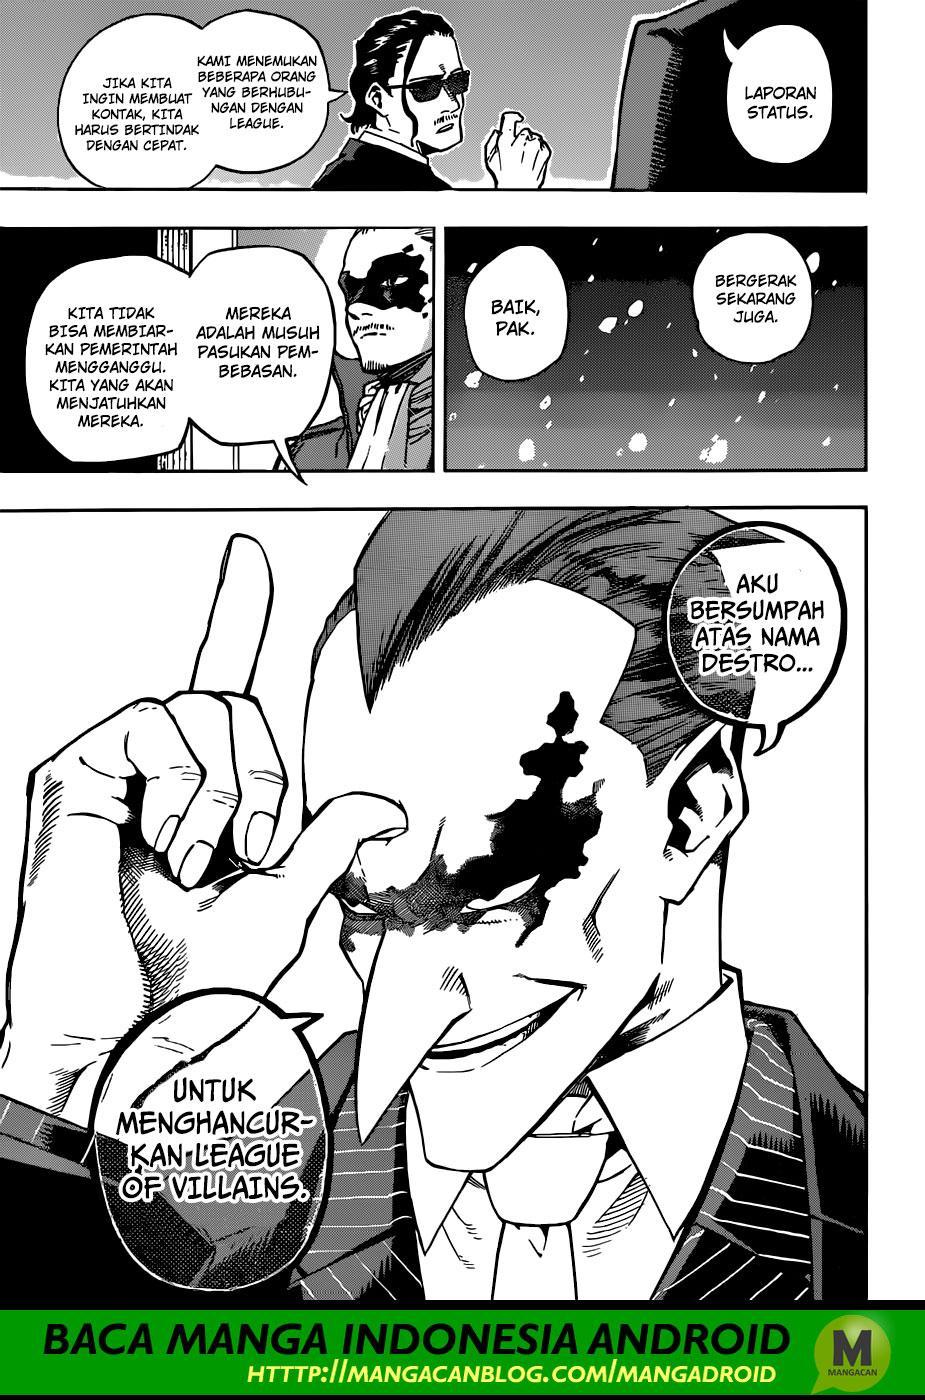 LAPORAN
STATUS.
KAMI MENEMUKAN
BEBERAPA ORANG
YANG BERHUBU-
NGAN DENGAN
LEAGUE.
JIKA KITA
INGIN MEMBUAT
KONTAK, KITA
HARUS BERTINDAK
DENGAN CEPAT.
BERGERAK
SEKARANG
JUGA.
BAIK,
PAK.
MEREKA
ADALAH MUSUH
PASUKAN PEM-
BEBASAN.
KITA TIDAK
BISA MEMBIAR-
KAN PEMERINTAH
MENGGANGGU.
KITA YANG AKAN
MENJATUHKAN
MEREKA.
AKU
BERSUMPAH
ATAS NAMA
DESTRO...
UNTUK
MENGHANCUR-
KAN LEAGUE
OF VILLAINS.
BACA MANGA INDONESIA ANDROID
HTTTP://MANGACANBLOG.COM/MANGADROID
M
MANGACAN